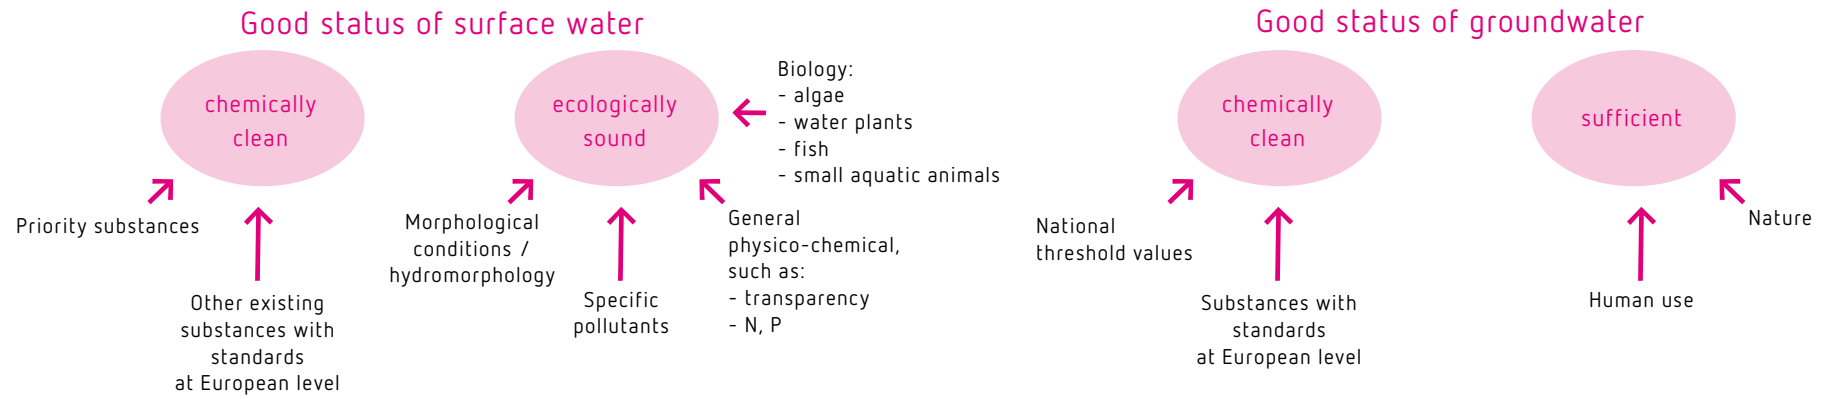 Good status of surface water
chemically
clean
Priority substances
Other existing
substances with
standards
at European level
ecologically
sound
Morphological
conditions /
hydromorphology
Specific
pollutants
General
physico-chemical,
such as:
- transparency
- N, P
Biology:
- algae
- water plants
- fish
- small aquatic animals
Good status of groundwater
chemically
clean
National
threshold values
Substances with
standards
at European level
sufficient
Human use
Nature